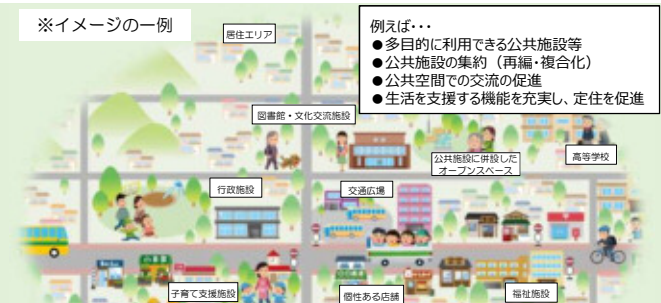 ※イメージの一例
例えば・・・
●多目的に利用できる公共施設等
●公共施設の集約（再編・複合化）
●公共空間での交流の促進
●生活を支援する機能を充実し、定住を促進
居住エリア
図書館・文化交流施設
公共施設に併設した
オープンスペース
高等学校
行政施設
交通広場
子育て支援施設
個性ある店舗
福祉施設